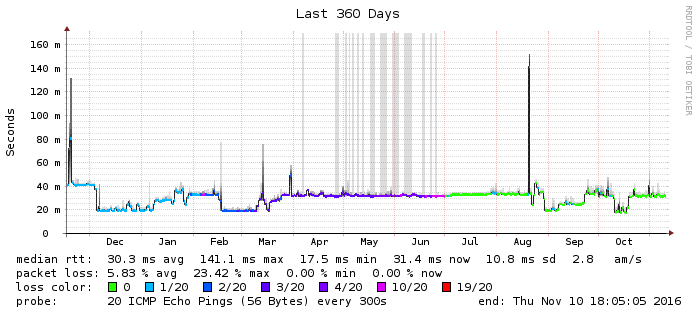 Last 360 Days
RRDTOOL / TOBI OETIKER
Seconds
160 m
140 m
120 m
100 m
80 m
60 m
40 m
20 m
0
Dec Jan Feb Mar Apr May Jun Jul Aug Sep Oct
median rtt: 30.3 ms avg 141.1 ms max 17.5 ms min 31.4 ms now 10.8 ms sd 2.8 am/s
packet loss: 5.83 % avg 23.42 % max 0.00 % min 0.00 % now
loss color: 0 1/20 2/20 3/20 4/20 10/20 19/20
probe: 20 ICMP Echo Pings (56 Bytes) every 300s end: Thu Nov 10 18:05:05 2016